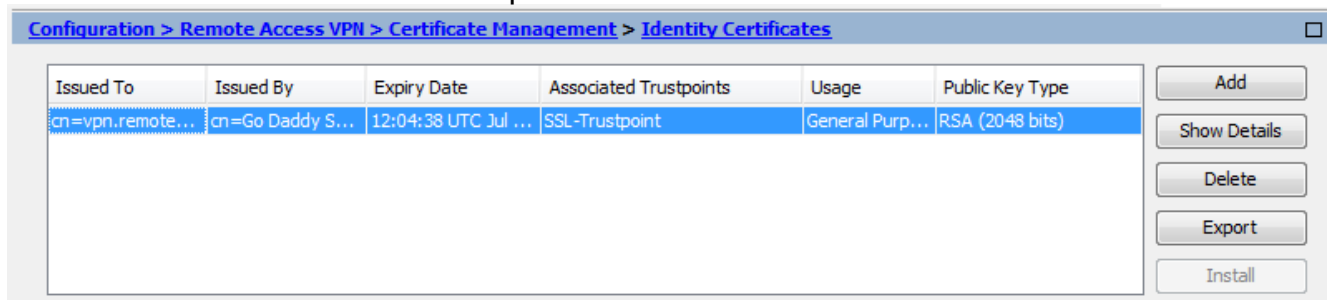 Configuration > Remote Access VPN > Certificate Management > Identity Certificates
Issued To Issued By Expiry Date Associated Trustpoints Usage Public Key Type
cn=vpn.remote... cn=Go Daddy S... 12:04:38 UTC Jul ... SSL-Trustpoint General Purp... RSA (2048 bits)
Add
Show Details
Delete
Export
Install